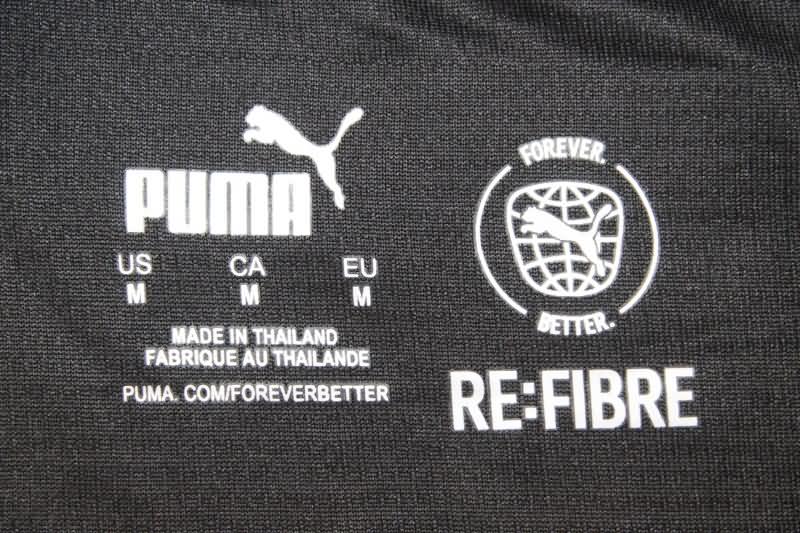 PUMA
US CA EU
M M M
MADE IN THAILAND
FABRIQUE AU THAILANDE
PUMA. COM/FOREVERBETTER
FOREVER.
BETTER.
RE:FIBRE